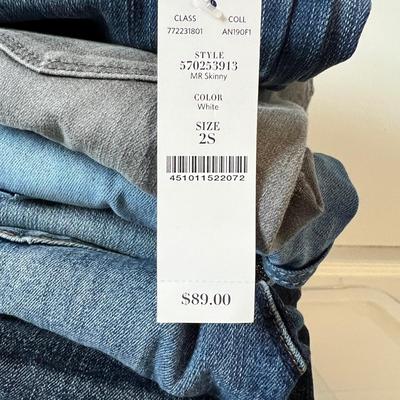 CLASS COLL
772231801 AN190F1
STYLE
570253913
MR Skinny
COLOR
White
SIZE
2S
451011522072
$89.00